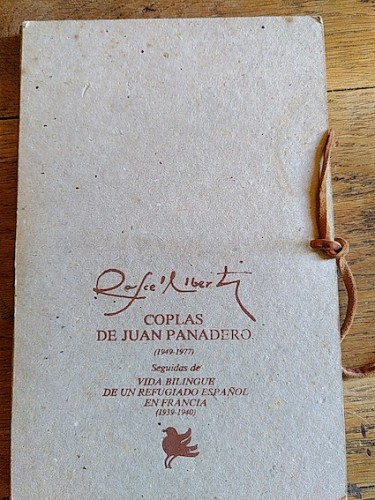 Rafael Alberti
COPLAS
DE JUAN PANADERO
(1949-1977)
Seguidas de
VIDA BILINGUE
DE UN REFUGIADO ESPAÑOL
EN FRANCIA
(1939-1940)